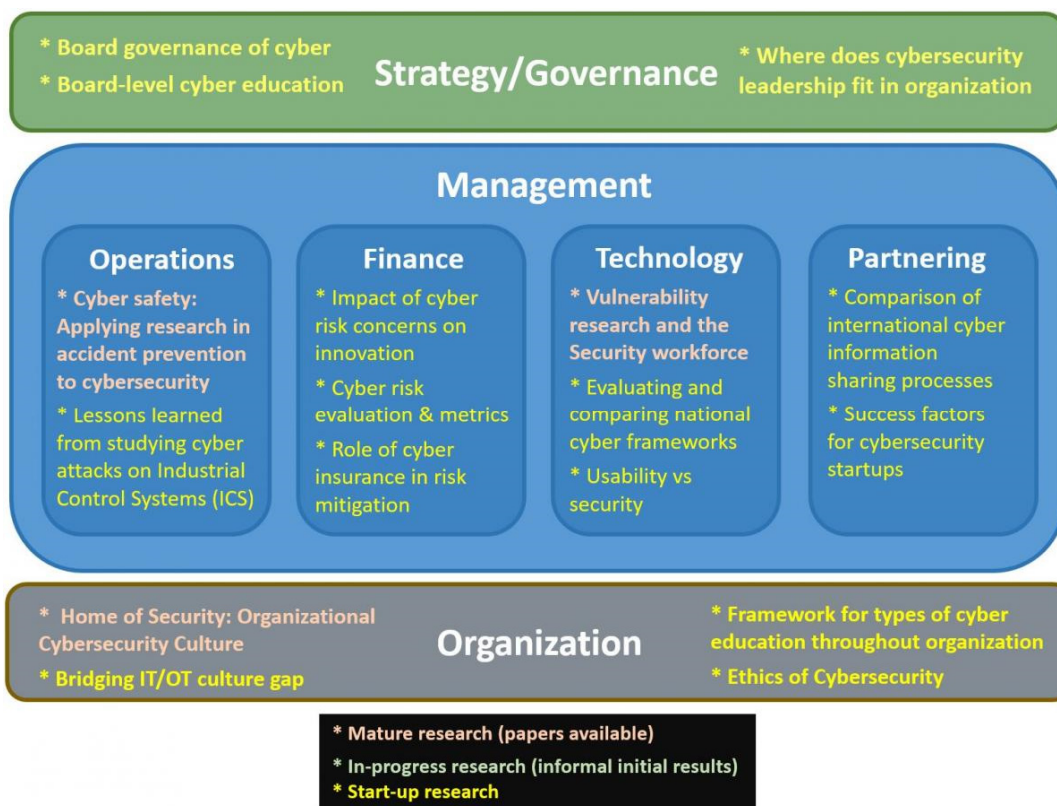 * Board governance of cyber
* Board-level cyber education
Strategy/Governance
* Where does cybersecurity
leadership fit in organization
Management
Operations
* Cyber safety:
Applying research in
accident prevention
to cybersecurity
* Lessons learned
from studying cyber
attacks on Industrial
Control Systems (ICS)
Finance
* Impact of cyber
risk concerns on
innovation
* Cyber risk
evaluation & metrics
* Role of cyber
insurance in risk
mitigation
Technology
* Vulnerability
research and the
Security workforce
* Evaluating and
comparing national
cyber frameworks
* Usability vs
security
Partnering
* Comparison of
international cyber
information
sharing processes
* Success factors
for cybersecurity
startups
* Home of Security: Organizational
Cybersecurity Culture
* Bridging IT/OT culture gap
Organization
* Framework for types of cyber
education throughout organization
* Ethics of Cybersecurity
* Mature research (papers available)
* In-progress research (informal initial results)
* Start-up research